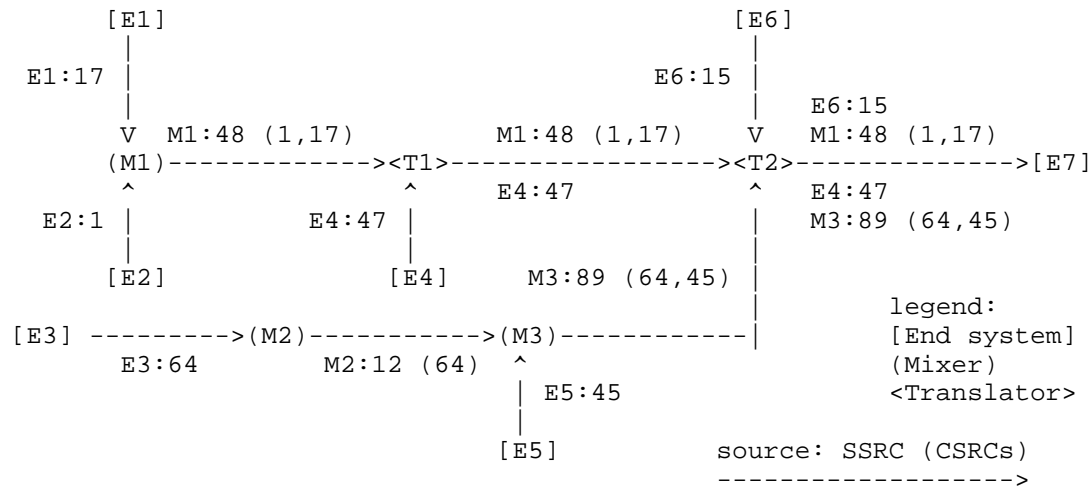 [E1] [E6]
E1:17 E6:15
E6:15
V M1:48 (1,17) M1:48 (1,17) V M1:48 (1,17)
(M1)-------------><T1>-----------------><T2>-------------->[E7]
^ ^ E4:47 ^ E4:47
E2:1 E4:47 M3:89 (64,45)
[E2] [E4] M3:89 (64,45)
legend:
[E3] --------->(M2)----------->(M3)------------| [End system]
E3:64 M2:12 (64) ^ (Mixer)
E5:45 <Translator>
[E5] source: SSRC (CSRCs)
------------------->